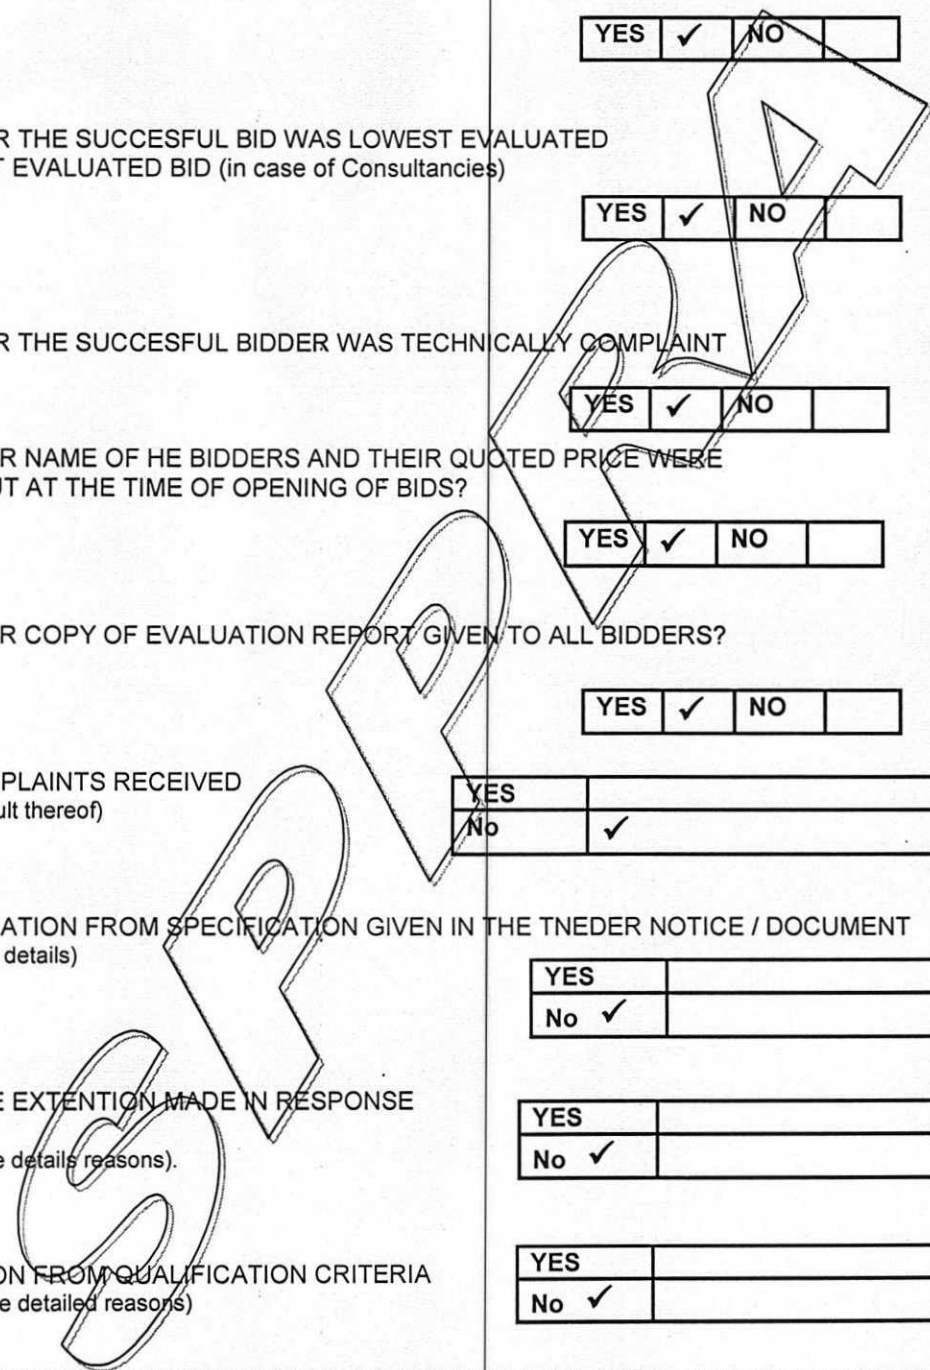 YES ✓ NO
R THE SUCCESFUL BID WAS LOWEST EVALUATED
T EVALUATED BID (in case of Consultancies)
YES ✓ NO
R THE SUCCESFUL BIDDER WAS TECHNICALLY COMPLAINT
YES ✓ NO
R NAME OF HE BIDDERS AND THEIR QUOTED PRICE WERE
UT AT THE TIME OF OPENING OF BIDS?
YES ✓ NO
R COPY OF EVALUATION REPORT GIVEN TO ALL BIDDERS?
YES ✓ NO
PLAINTS RECEIVED
ult thereof)
YES
No ✓
ATION FROM SPECIFICATION GIVEN IN THE TNEDER NOTICE / DOCUMENT
details)
YES
No ✓
E EXTENTION MADE IN RESPONSE
e details reasons).
YES
No ✓
ON FROM QUALIFICATION CRITERIA
e detailed reasons)
YES
No ✓
SPPRA